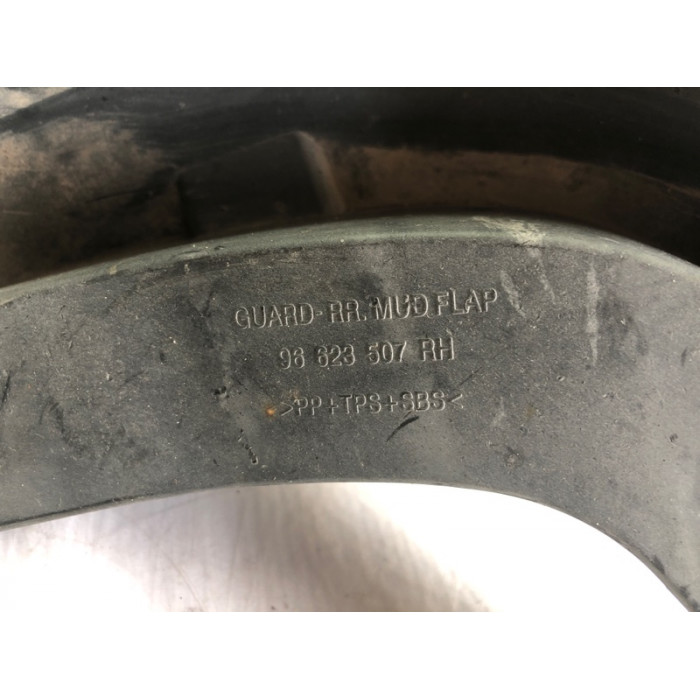 GUARD-RR. MUD FLAP
96 623 507 RH
>PP+TPS+SBS<